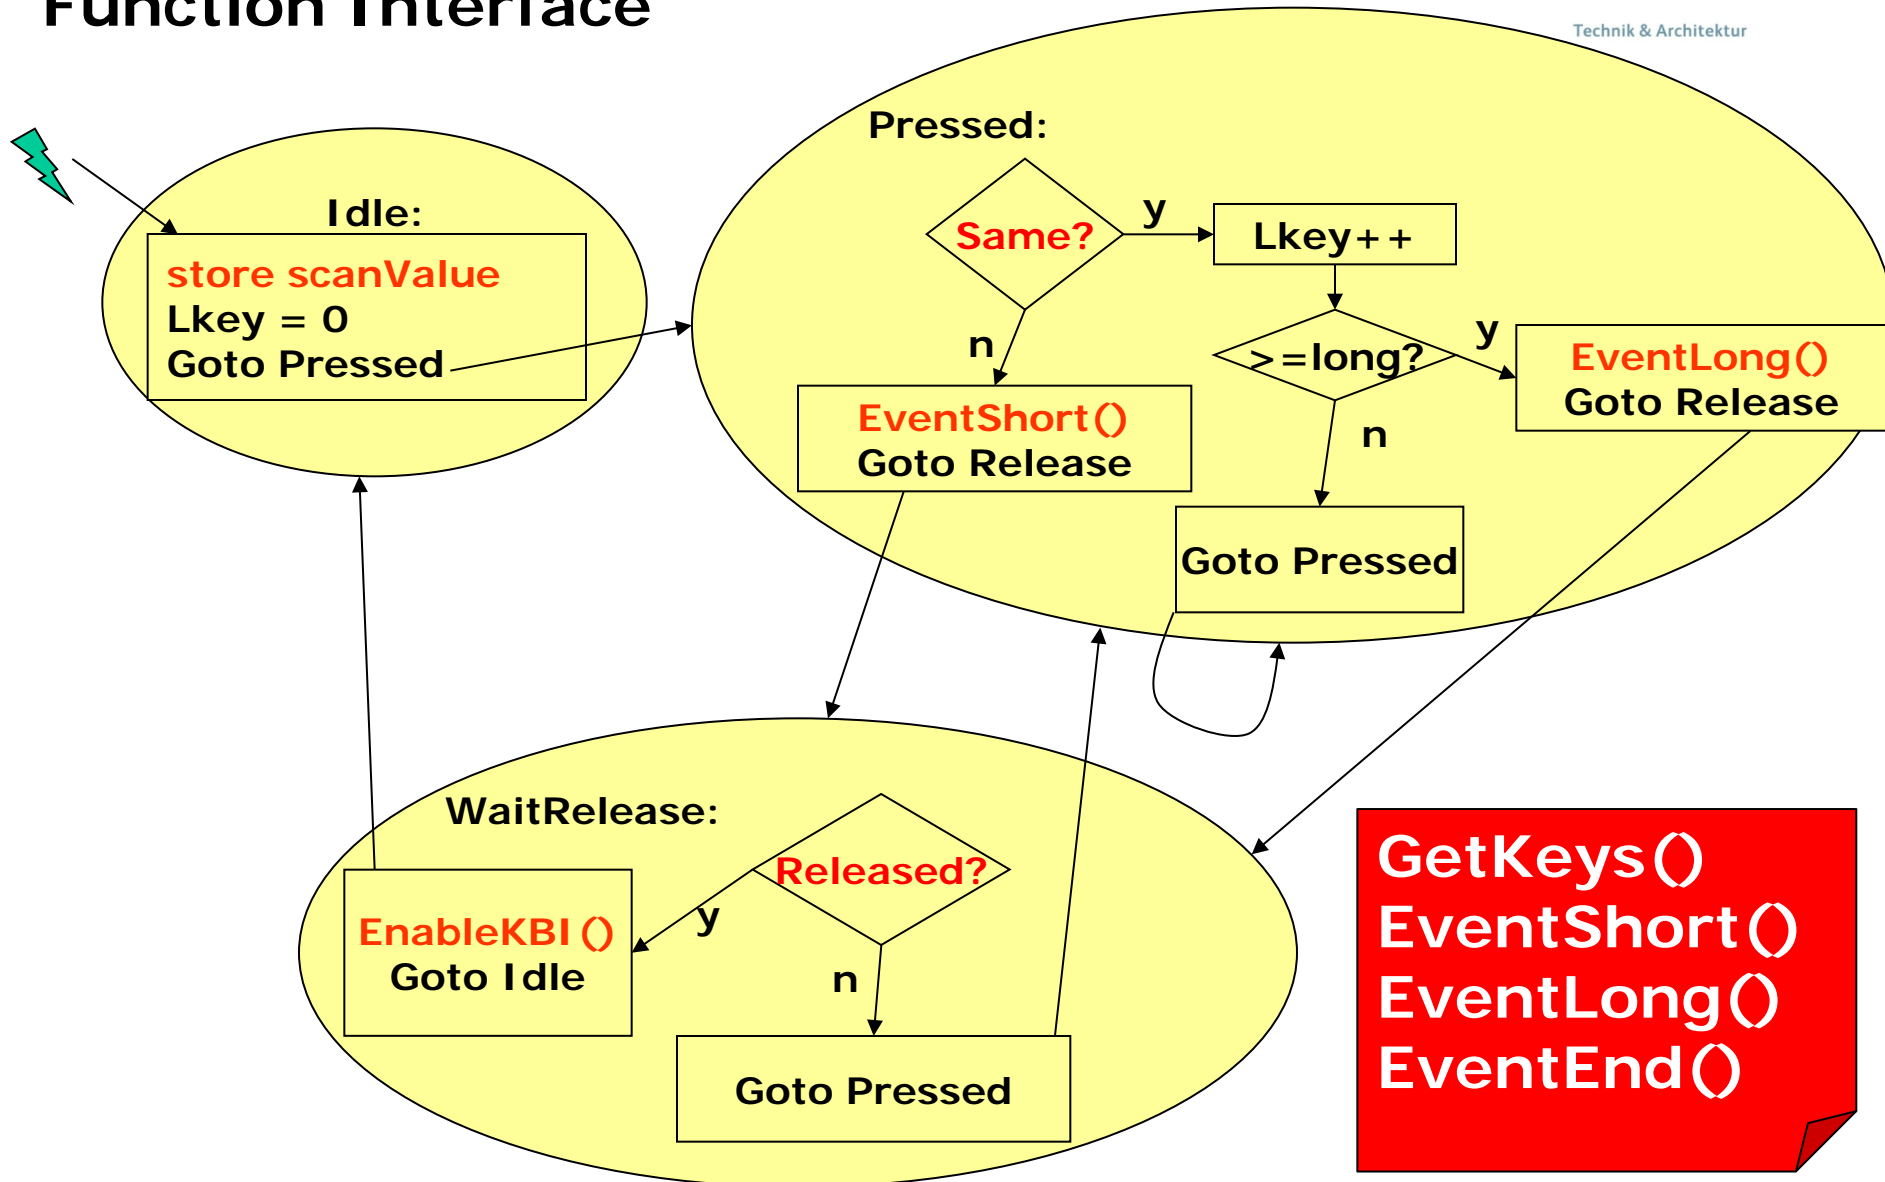 Function Interface
Technik & Architektur
Idle:
store scanValue
Lkey = 0
Goto Pressed
Pressed:
Same?
y
Lkey++
n
>=long?
y
EventLong()
Goto Release
EventShort()
Goto Release
n
Goto Pressed
WaitRelease:
Released?
y
EnableKBI()
Goto Idle
n
Goto Pressed
GetKeys()
EventShort()
EventLong()
EventEnd()